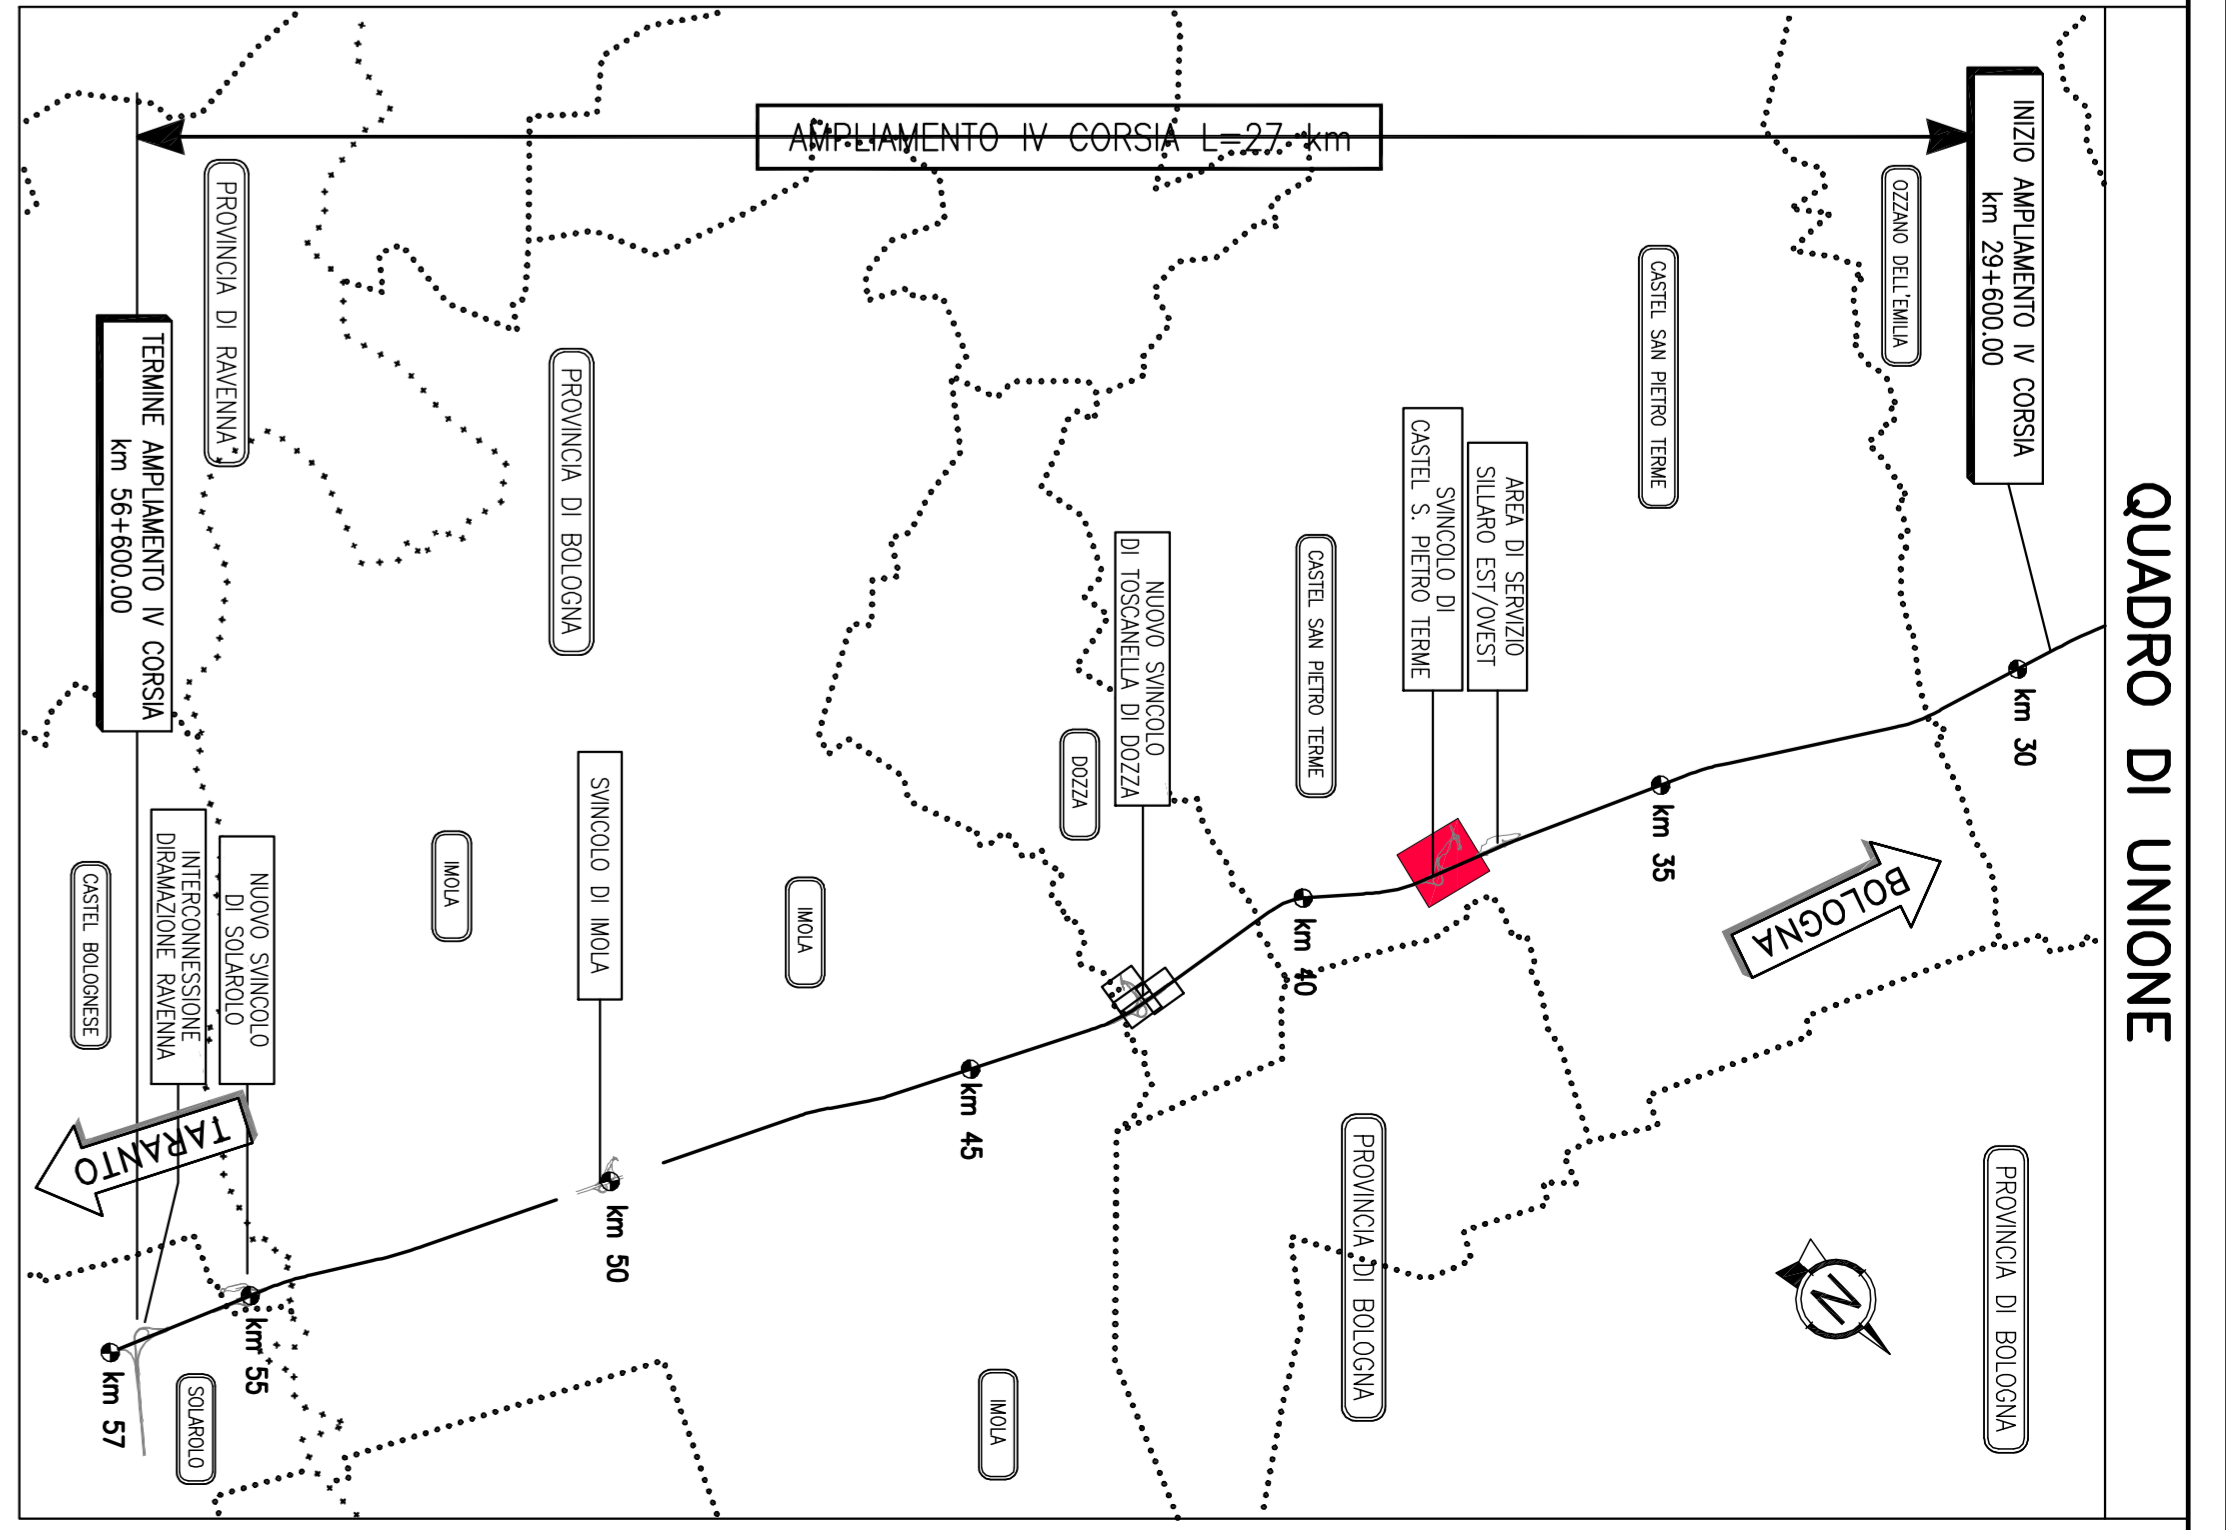 QUADRO DI UNIONE
INIZIO AMPLIAMENTO IV CORSIA
km 29+600.00
AMPLIAMENTO IV CORSIA L=27 km
TERMINE AMPLIAMENTO IV CORSIA
km 56+600.00
OZZANO DELL'EMILIA
CASTEL SAN PIETRO TERME
AREA DI SERVIZIO
SILLARO EST/OVEST
SVINCOLO DI
CASTEL S. PIETRO TERME
CASTEL SAN PIETRO TERME
NUOVO SVINCOLO
DI TOSCANELLA DI DOZZA
DOZZA
PROVINCIA DI BOLOGNA
PROVINCIA DI RAVENNA
SVINCOLO DI IMOLA
IMOLA
IMOLA
NUOVO SVINCOLO
DI SOLAROLO
INTERCONNESSIONE
DIRAMAZIONE RAVENNA
CASTEL BOLOGNESE
km 30
km 35
km 40
km 45
km 50
km 55
km 57
BOLOGNA
TARANTO
PROVINCIA DI BOLOGNA
PROVINCIA DI BOLOGNA
IMOLA
SOLAROLO
N